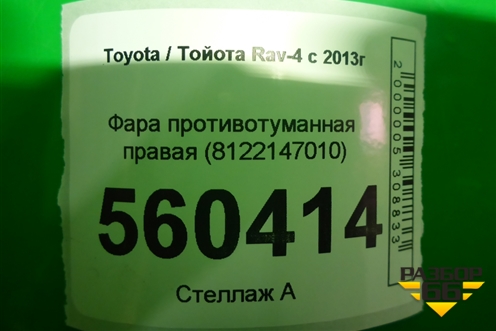 Toyota / Тойота Rav-4 с 2013г
Фара противотуманная
правая (8122147010)
560414
Стеллаж А
2000005308833
РАЗБОР
66